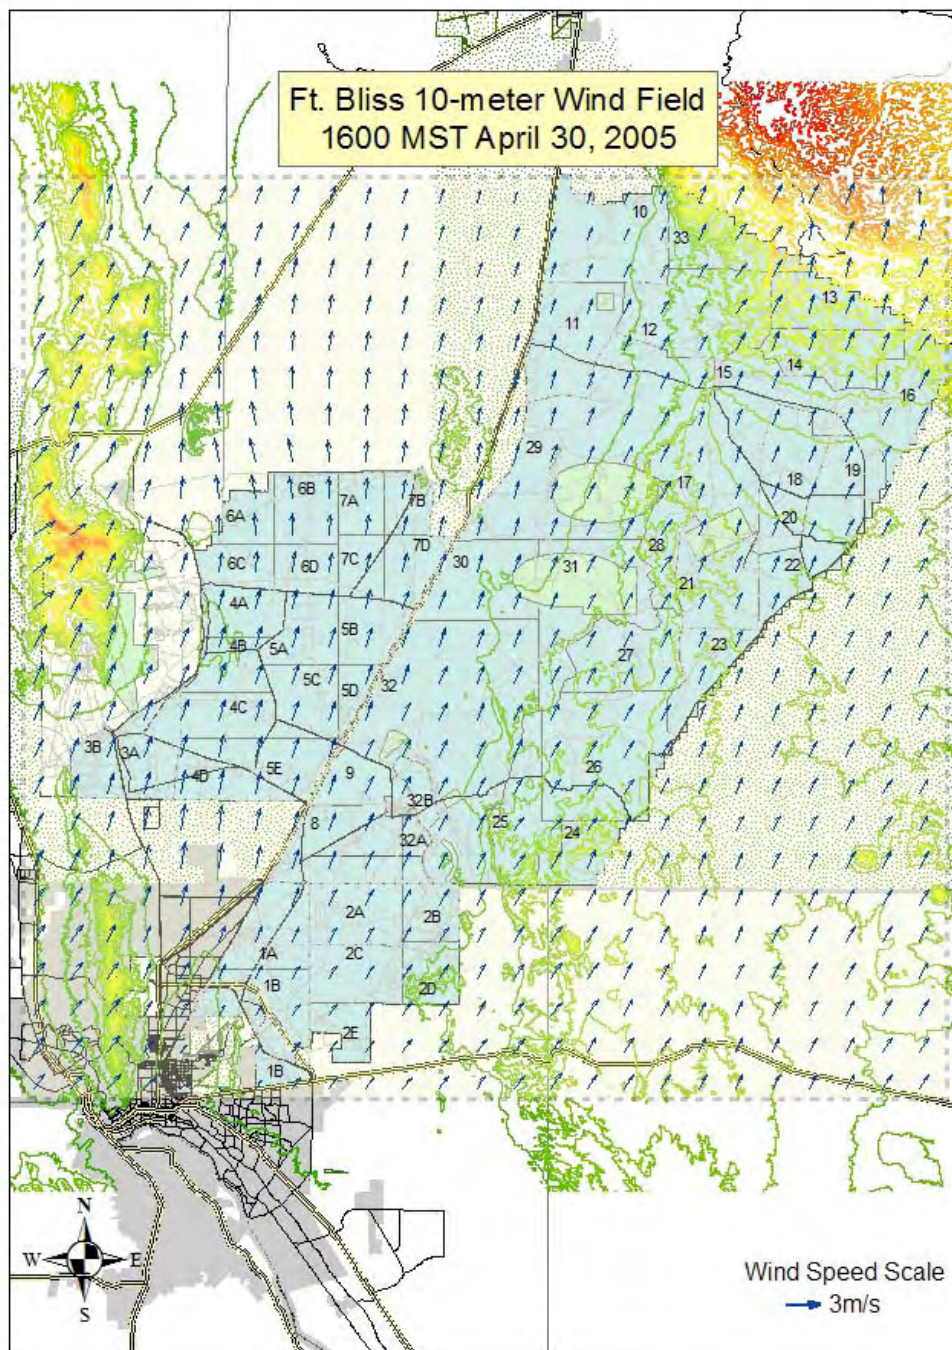 Ft. Bliss 10-meter Wind Field
1600 MST April 30, 2005
10
33
13
11
12
14
15
16
29
6B
7A
7B
17
18
19
6A
20
7D
30
28
6C
6D
7C
31
22
21
4A
5B
4B
5A
23
27
5C
5D
32
4C
3B
3A
26
5E
9
4D
32B
8
25
24
32A
2A
2B
1A
2C
1B
2D
2E
1B
N
W
E
S
Wind Speed Scale
3m/s